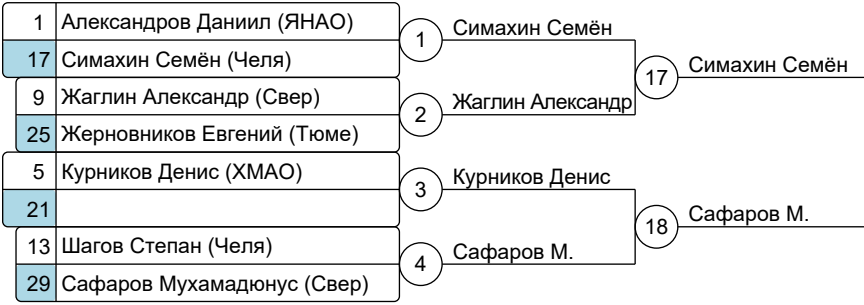 1 Александров Даниил (ЯНАО)
17 Симахин Семён (Челя)
1 Симахин Семён
9 Жаглин Александр (Свер)
25 Жерновников Евгений (Тюме)
2 Жаглин Александр
17 Симахин Семён
5 Курников Денис (ХМАО)
21
3 Курников Денис
13 Шагов Степан (Челя)
29 Сафаров Мухамадюнус (Свер)
4 Сафаров М.
18 Сафаров М.